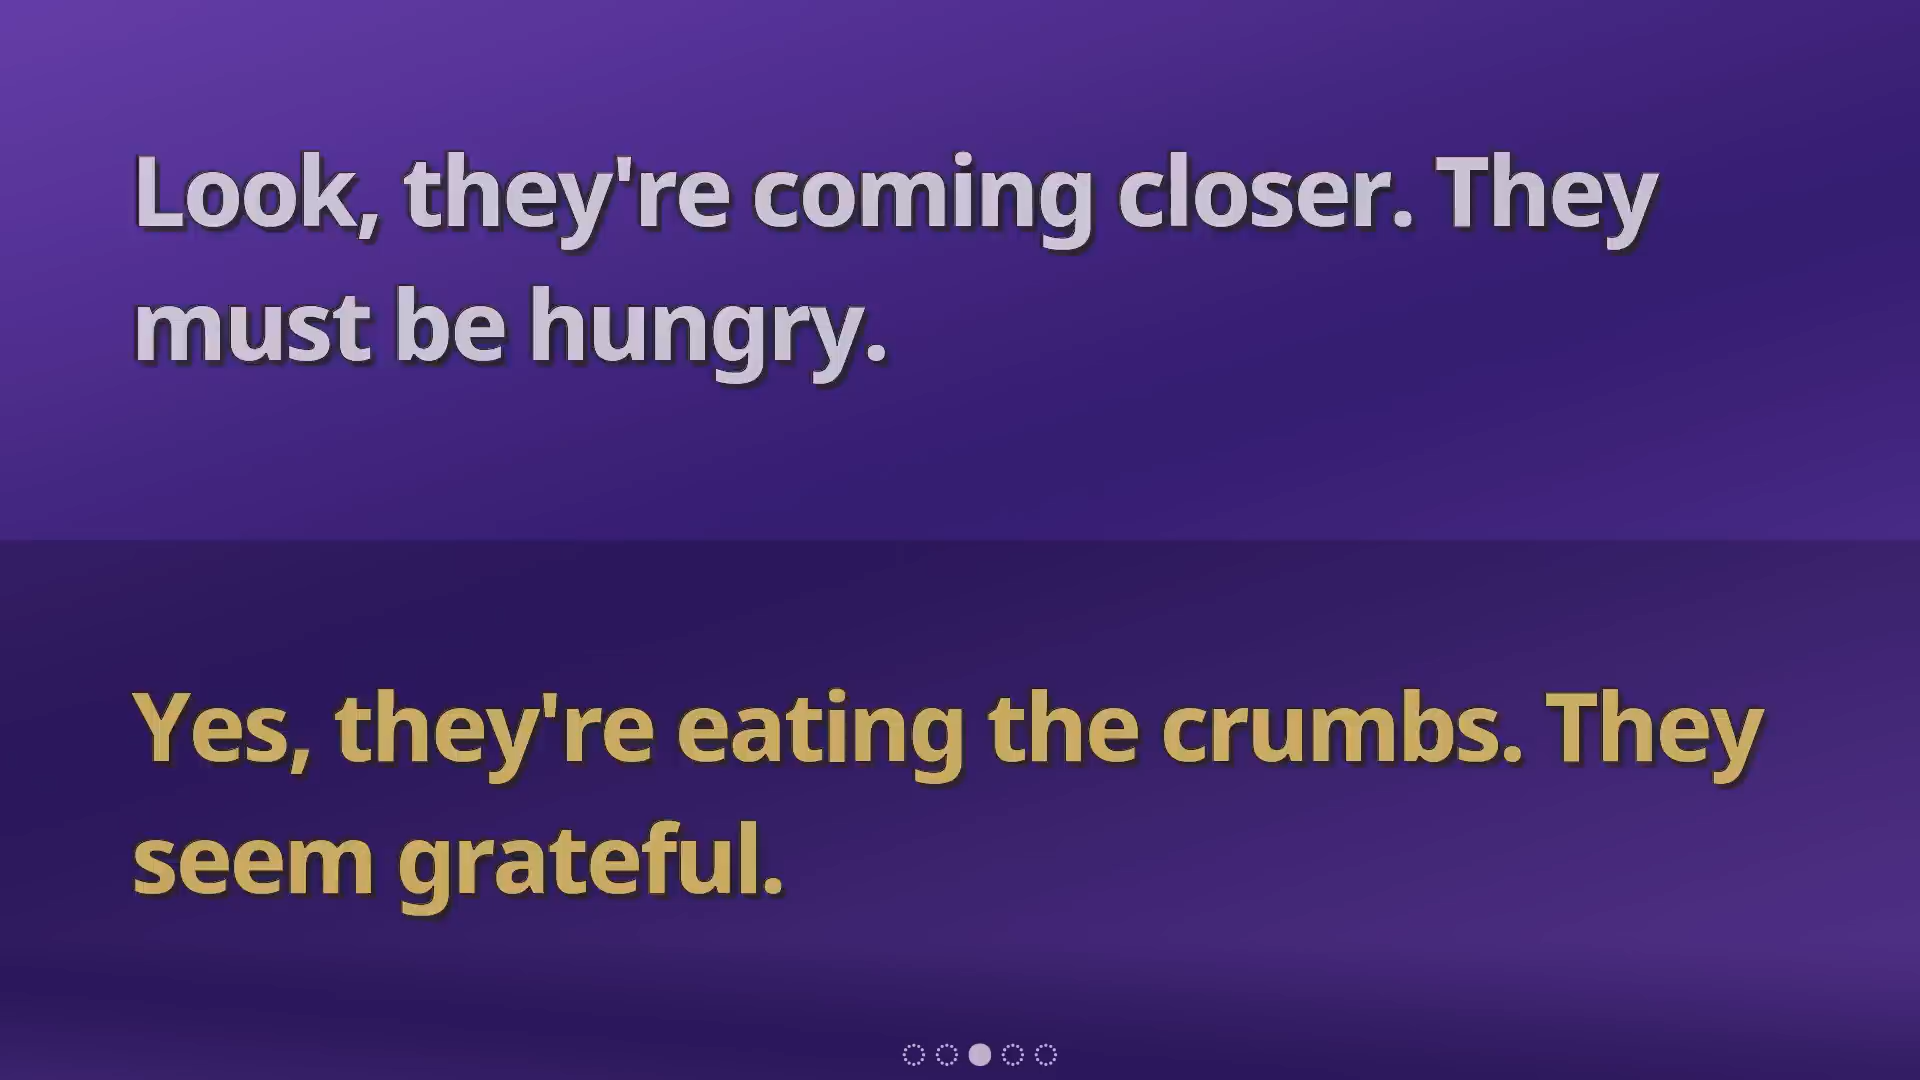 Look, they're coming closer. They
must be hungry.
Yes, they're eating the crumbs. They
seem grateful.